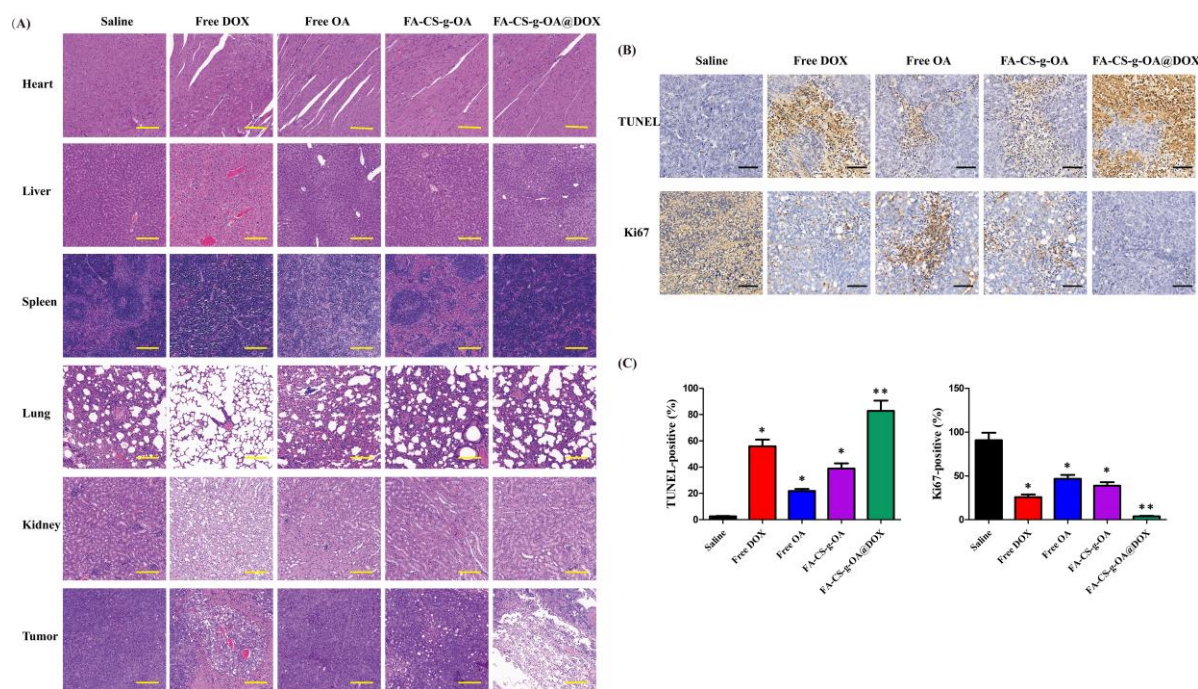 (A)
Saline Free DOX Free OA FA-CS-g-OA FA-CS-g-OA@DOX
Heart
Liver
Spleen
Lung
Kidney
Tumor
(B)
Saline Free DOX Free OA FA-CS-g-OA FA-CS-g-OA@DOX
TUNEL
Ki67
(C)
TUNEL-positive (%)
100
80
60
40
20
0
*
*
*
**
Saline
Free DOX
Free OA
FA-CS-g-OA
FA-CS-g-OA@DOX
Ki67-positive (%)
150
100
50
0
*
*
*
**
Saline
Free DOX
Free OA
FA-CS-g-OA
FA-CS-g-OA@DOX